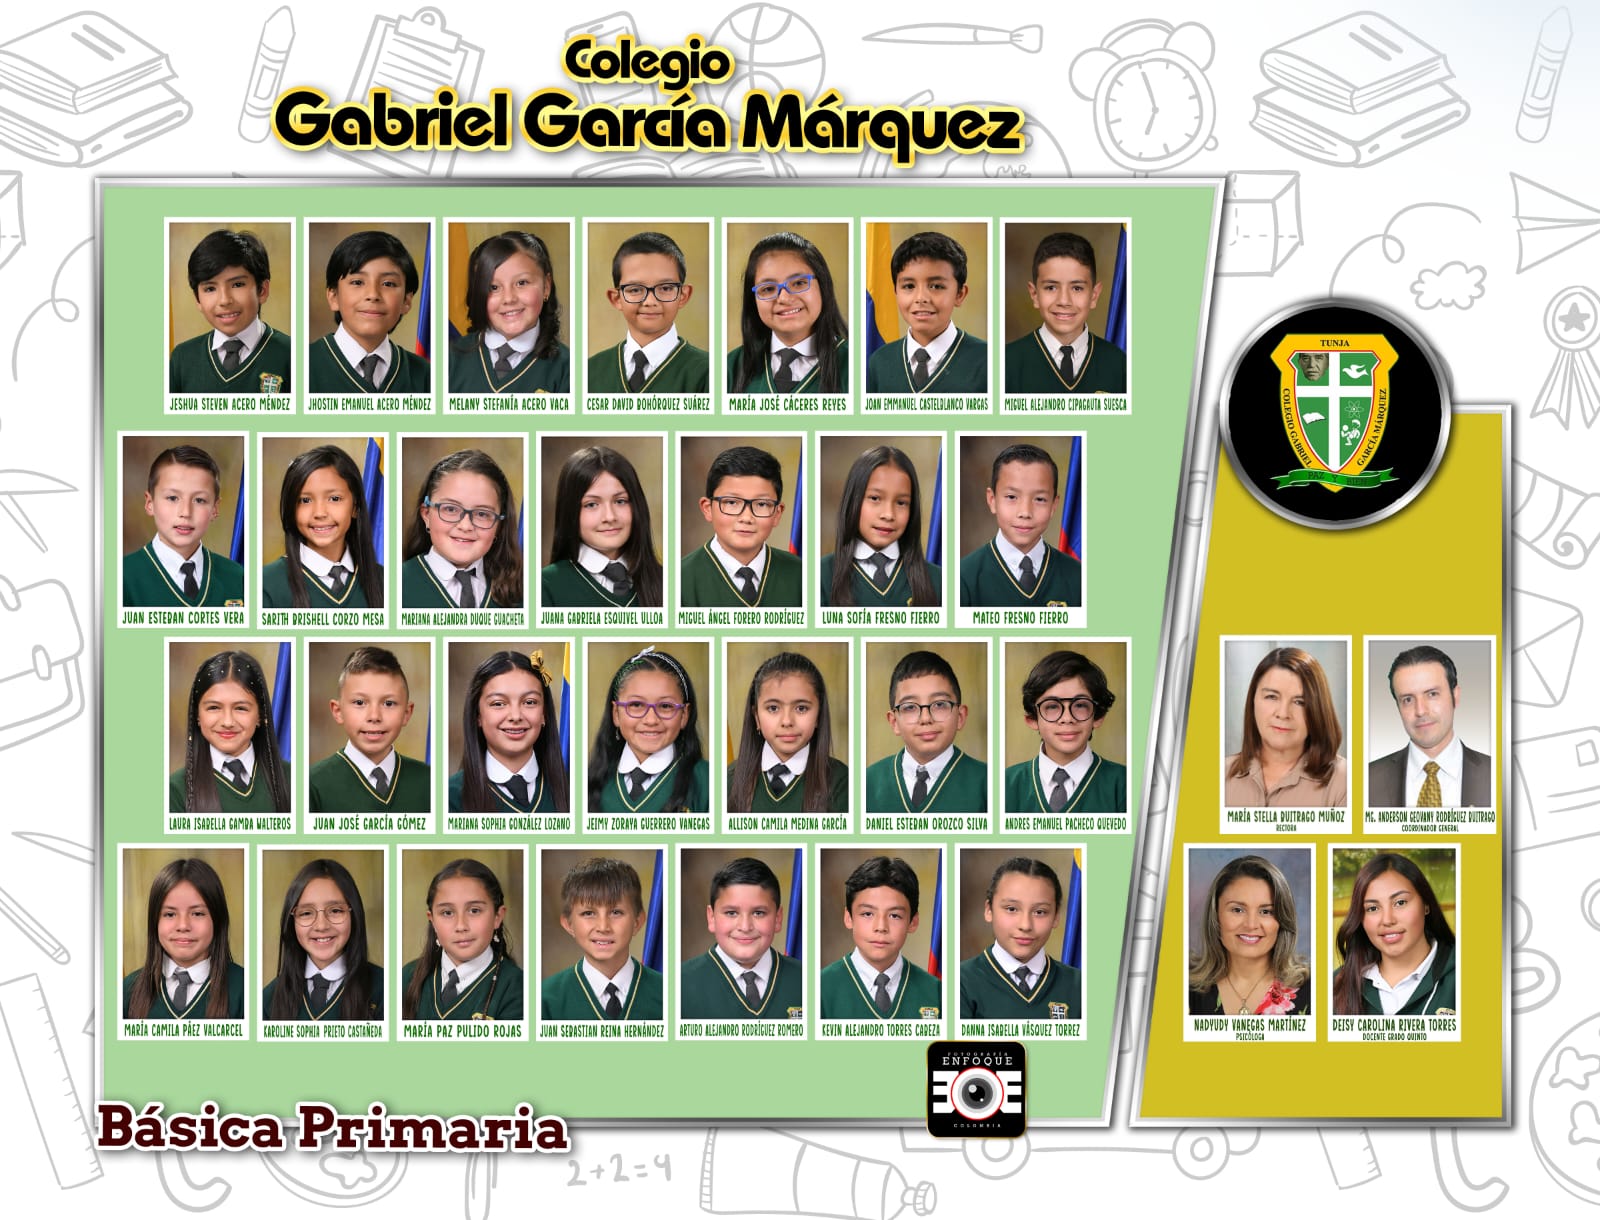 Colegio
Gabriel García Márquez
JESHUA STEVEN ACERO MÉNDEZ
JHOSTIN EMANUEL ACERO MÉNDEZ
MELANY STEFANÍA ACERO VACA
CESAR DAVID BOHÓRQUEZ SUÁREZ
MARÍA JOSÉ CÁCERES REYES
JOAN EMMANUEL CASTELBLANCO VARGAS
MIGUEL ALEJANDRO CIPAGAUTA SUESCA
TUNJA
COLEGIO GABRIEL
GARCÍA MÁRQUEZ
PAZ Y BIEN
JUAN ESTEBAN CORTES VERA
SARITH BRISHELL CORZO MESA
MARIANA ALEJANDRA DUQUE GUACHETA
JUANA GABRIELA ESQUIVEL ULLOA
MIGUEL ÁNGEL FORERO RODRÍGUEZ
LUNA SOFÍA FRESNO FIERRO
MATEO FRESNO FIERRO
LAURA ISABELLA GAMBA WALTEROS
JUAN JOSÉ GARCÍA GÓMEZ
MARIANA SOPHIA GONZÁLEZ LOZANO
JEIMY ZORAYA GUERRERO VANEGAS
ALLISON CAMILA MEDINA GARCÍA
DANIEL ESTEBAN OROZCO SILVA
ANDRES EMANUEL PACHECO QUEVEDO
MARÍA STELLA BUITRAGO MUÑOZ
RECTORA
MG. ANDERSON GEOVANY RODRÍGUEZ BUITRAGO
COORDINADOR GENERAL
MARÍA CAMILA PÁEZ VALCARCEL
KAROLINE SOPHIA PRIETO CASTAÑEDA
MARÍA PAZ PULIDO ROJAS
JUAN SEBASTIAN REINA HERNÁNDEZ
ARTURO ALEJANDRO RODRÍGUEZ ROMERO
KEVIN ALEJANDRO TORRES CABEZA
DANNA ISABELLA VÁSQUEZ TORREZ
NADYUDY VANEGAS MARTÍNEZ
PSICÓLOGA
DEISY CAROLINA RIVERA TORRES
DOCENTE GRADO QUINTO
FOTOGRAFÍA
ENFOQUE
COLOMBIA
Básica Primaria
2+2=4